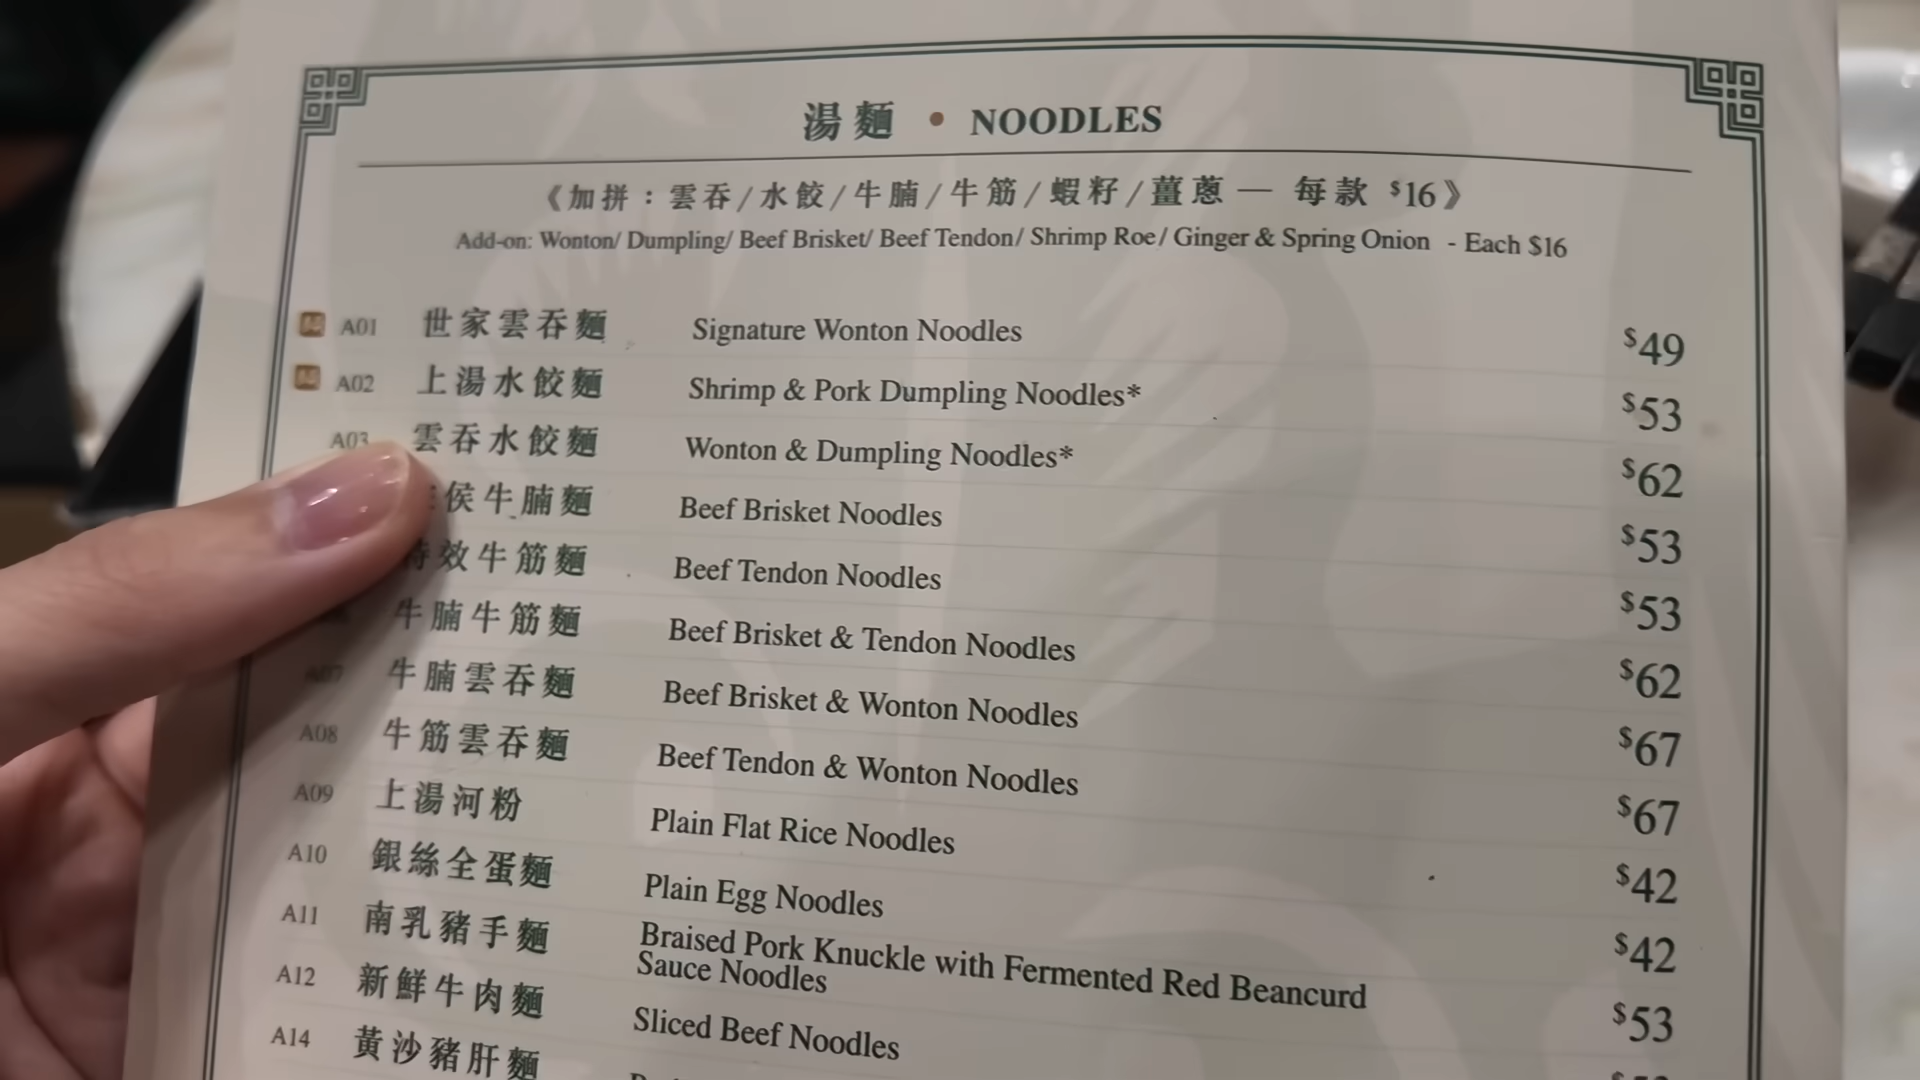 湯麵 • NOODLES
《加拼：雲吞/水餃/牛腩/牛筋/蝦籽/薑蔥 — 每款 $16》
Add-on: Wonton/ Dumpling/ Beef Brisket/ Beef Tendon/ Shrimp Roe/ Ginger & Spring Onion - Each $16
A01 世家雲吞麵 Signature Wonton Noodles $49
A02 上湯水餃麵 Shrimp & Pork Dumpling Noodles* $53
A03 雲吞水餃麵 Wonton & Dumpling Noodles* $62
侯牛腩麵 Beef Brisket Noodles $53
特效牛筋麵 Beef Tendon Noodles $53
牛腩牛筋麵 Beef Brisket & Tendon Noodles $62
A07 牛腩雲吞麵 Beef Brisket & Wonton Noodles $67
A08 牛筋雲吞麵 Beef Tendon & Wonton Noodles $67
A09 上湯河粉 Plain Flat Rice Noodles $42
A10 銀絲全蛋麵 Plain Egg Noodles $42
A11 南乳豬手麵 Braised Pork Knuckle with Fermented Red Beancurd
Sauce Noodles $53
A12 新鮮牛肉麵 Sliced Beef Noodles
A14 黃沙豬肝麵